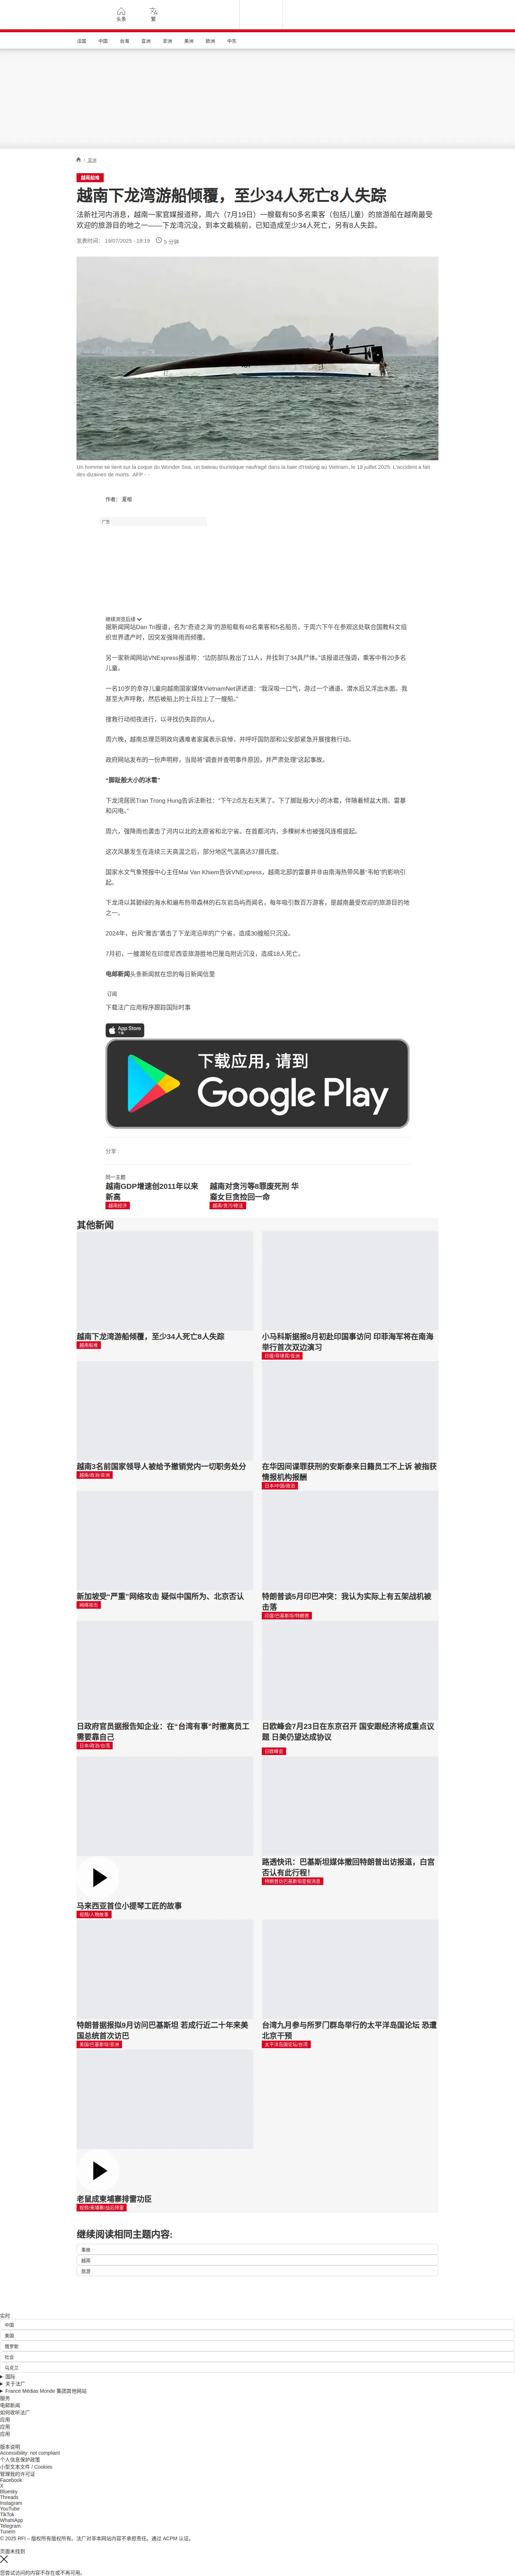 头条
繁
法国
中国
台海
亚洲
非洲
美洲
欧洲
中东
/ 亚洲
越南船难
越南下龙湾游船倾覆，至少34人死亡8人失踪
法新社河内消息，越南一家官媒报道称，周六（7月19日）一艘载有50多名乘客（包括儿童）的旅游船在越南最受
欢迎的旅游目的地之一——下龙湾沉没，到本文截稿前，已知造成至少34人死亡，另有8人失踪。
发表时间： 19/07/2025 - 18:19
5 分钟
Un homme se tient sur la coque du Wonder Sea, un bateau touristique naufragé dans la baie d'Halong au Vietnam, le 19 juillet 2025. L'accident a fait
des dizaines de morts. AFP - -
作者： 夏榕
广告
继续浏览后续
据新闻网站Dan Tri报道，名为“奇迹之海”的游船载有48名乘客和5名船员，于周六下午在参观这处联合国教科文组
织世界遗产时，因突发强降雨而倾覆。
另一家新闻网站VNExpress报道称：“边防部队救出了11人，并找到了34具尸体。”该报道还强调，乘客中有20多名
儿童。
一名10岁的幸存儿童向越南国家媒体VietnamNet讲述道：“我深吸一口气，游过一个通道，潜水后又浮出水面。我
甚至大声呼救，然后被船上的士兵拉上了一艘船。”
搜救行动彻夜进行，以寻找仍失踪的8人。
周六晚，越南总理范明政向遇难者家属表示哀悼，并呼吁国防部和公安部紧急开展搜救行动。
政府网站发布的一份声明称，当局将“调查并查明事件原因，并严肃处理”这起事故。
“脚趾般大小的冰雹”
下龙湾居民Tran Trong Hung告诉法新社：“下午2点左右天黑了。下了脚趾般大小的冰雹，伴随着倾盆大雨、雷暴
和闪电。”
周六，强降雨也袭击了河内以北的太原省和北宁省。在首都河内，多棵树木也被强风连根拔起。
这次风暴发生在连续三天高温之后，部分地区气温高达37摄氏度。
国家水文气象预报中心主任Mai Van Khiem告诉VNExpress，越南北部的雷暴并非由南海热带风暴“韦帕”的影响引
起。
下龙湾以其碧绿的海水和遍布热带森林的石灰岩岛屿而闻名，每年吸引数百万游客，是越南最受欢迎的旅游目的地
之一。
2024年，台风“雅吉”袭击了下龙湾沿岸的广宁省，造成30艘船只沉没。
7月初，一艘渡轮在印度尼西亚旅游胜地巴厘岛附近沉没，造成18人死亡。
电邮新闻头条新闻就在您的每日新闻信里
订阅
下载法广应用程序跟踪国际时事
App Store
下载应用，请到
Google Play
分享 :
同一主题
越南GDP增速创2011年以来
新高
越南经济
越南对贪污等8罪废死刑 华
裔女巨贪捡回一命
越南/贪污/修法
其他新闻
越南下龙湾游船倾覆，至少34人死亡8人失踪
越南船难
小马科斯据报8月初赴印国事访问 印菲海军将在南海
举行首次双边演习
印度/菲律宾/亚洲
越南3名前国家领导人被给予撤销党内一切职务处分
越南/政治/亚洲
在华因间谍罪获刑的安斯泰来日籍员工不上诉 被指获
情报机构报酬
日本/中国/政治
新加坡受“严重”网络攻击 疑似中国所为、北京否认
网络攻击
特朗普谈5月印巴冲突：我认为实际上有五架战机被
击落
印度/巴基斯坦/特朗普
日政府官员据报告知企业：在“台湾有事”时撤离员工
需要靠自己
日本/政治/台湾
日欧峰会7月23日在东京召开 国安跟经济将成重点议
题 日美仍望达成协议
日欧峰会
马来西亚首位小提琴工匠的故事
视频/人物故事
路透快讯：巴基斯坦媒体撤回特朗普出访报道，白宫
否认有此行程！
特朗普访巴基斯坦是假消息
特朗普据报拟9月访问巴基斯坦 若成行近二十年来美
国总统首次访巴
美国/巴基斯坦/亚洲
台湾九月参与所罗门群岛举行的太平洋岛国论坛 恐遭
北京干预
太平洋岛国论坛/台湾
老鼠成柬埔寨排雷功臣
视频/柬埔寨/战后排雷
继续阅读相同主题内容:
事故
越南
旅游
实时
中国
美国
俄罗斯
社会
乌克兰
国际
关于法广
France Médias Monde 集团其他网站
服务
电邮新闻
如何收听法广
应用
应用
应用
版本说明
Accessibility: not compliant
个人信息保护政策
小型文本文件 / Cookies
管理我的许可证
Facebook
X
Bluesky
Threads
Instagram
YouTube
TikTok
WhatsApp
Telegram
TuneIn
© 2025 RFI – 版权所有版权所有。法广对非本网站内容不承担责任。通过 ACPM 认证。
页面未找到
您尝试访问的内容不存在或不再可用。